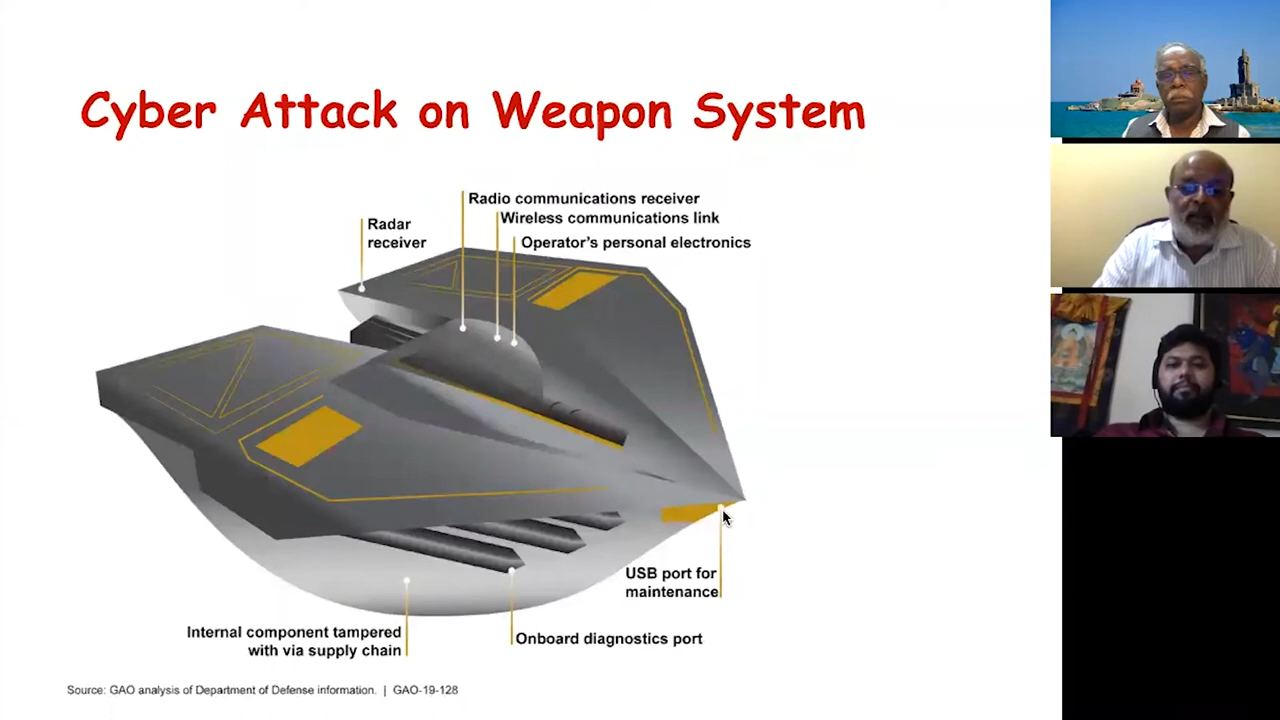 Cyber Attack on Weapon System
Radio communications receiver
Wireless communications link
Operator's personal electronics
Radar
receiver
USB port for
maintenance
Internal component tampered
with via supply chain
Onboard diagnostics port
Source: GAO analysis of Department of Defense information. | GAO-19-128